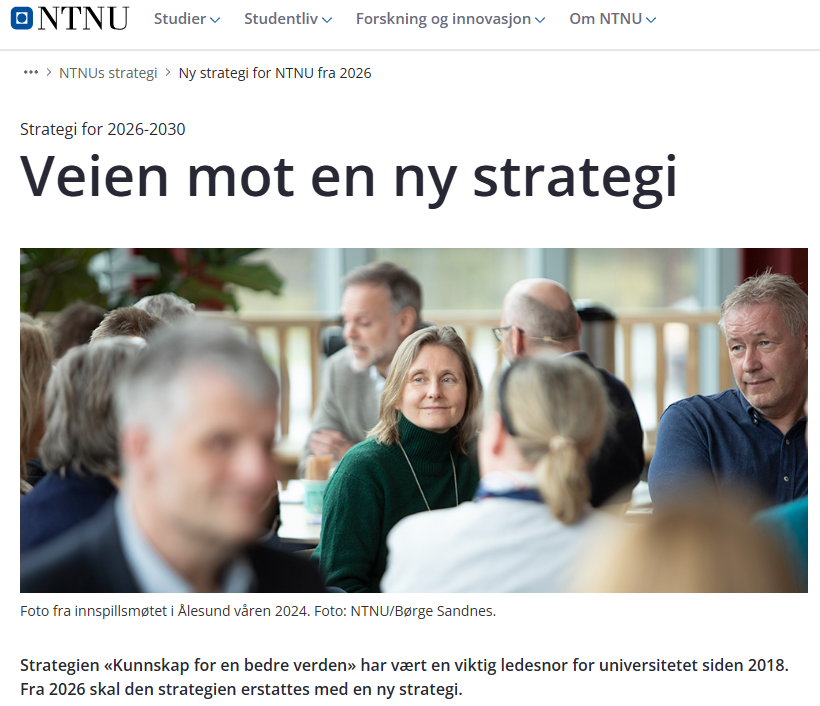 NTNU Studier Studentliv Forskning og innovasjon Om NTNU
••• > NTNUs strategi > Ny strategi for NTNU fra 2026
Strategi for 2026-2030
Veien mot en ny strategi
Foto fra innspillsmøtet i Ålesund våren 2024. Foto: NTNU/Børge Sandnes.
Strategien «Kunnskap for en bedre verden» har vært en viktig ledesnor for universitetet siden 2018.
Fra 2026 skal den strategien erstattes med en ny strategi.